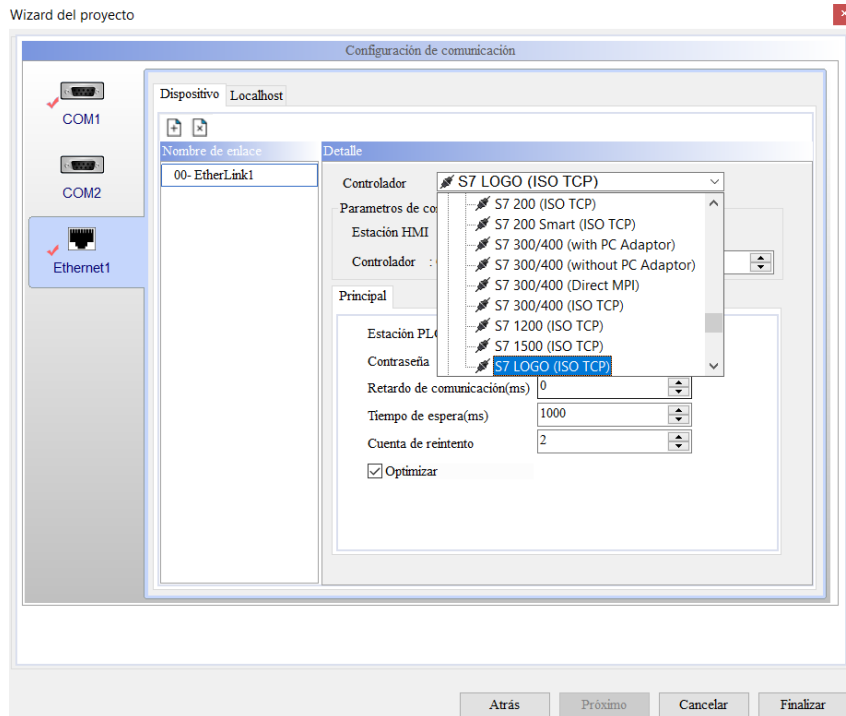 Wizard del proyecto
Configuración de comunicación
COM1
COM2
Ethernet1
Dispositivo Localhost
Nombre de enlace
00- EtherLink1
Detalle
Controlador S7 LOGO (ISO TCP)
S7 200 (ISO TCP)
S7 200 Smart (ISO TCP)
S7 300/400 (with PC Adaptor)
S7 300/400 (without PC Adaptor)
S7 300/400 (Direct MPI)
S7 300/400 (ISO TCP)
S7 1200 (ISO TCP)
S7 1500 (ISO TCP)
S7 LOGO (ISO TCP)
Parametros de co
Estación HMI
Controlador :
Principal
Estación PL
Contraseña
Retardo de comunicación(ms) 0
Tiempo de espera(ms) 1000
Cuenta de reintento 2
Optimizar
Atrás Próximo Cancelar Finalizar